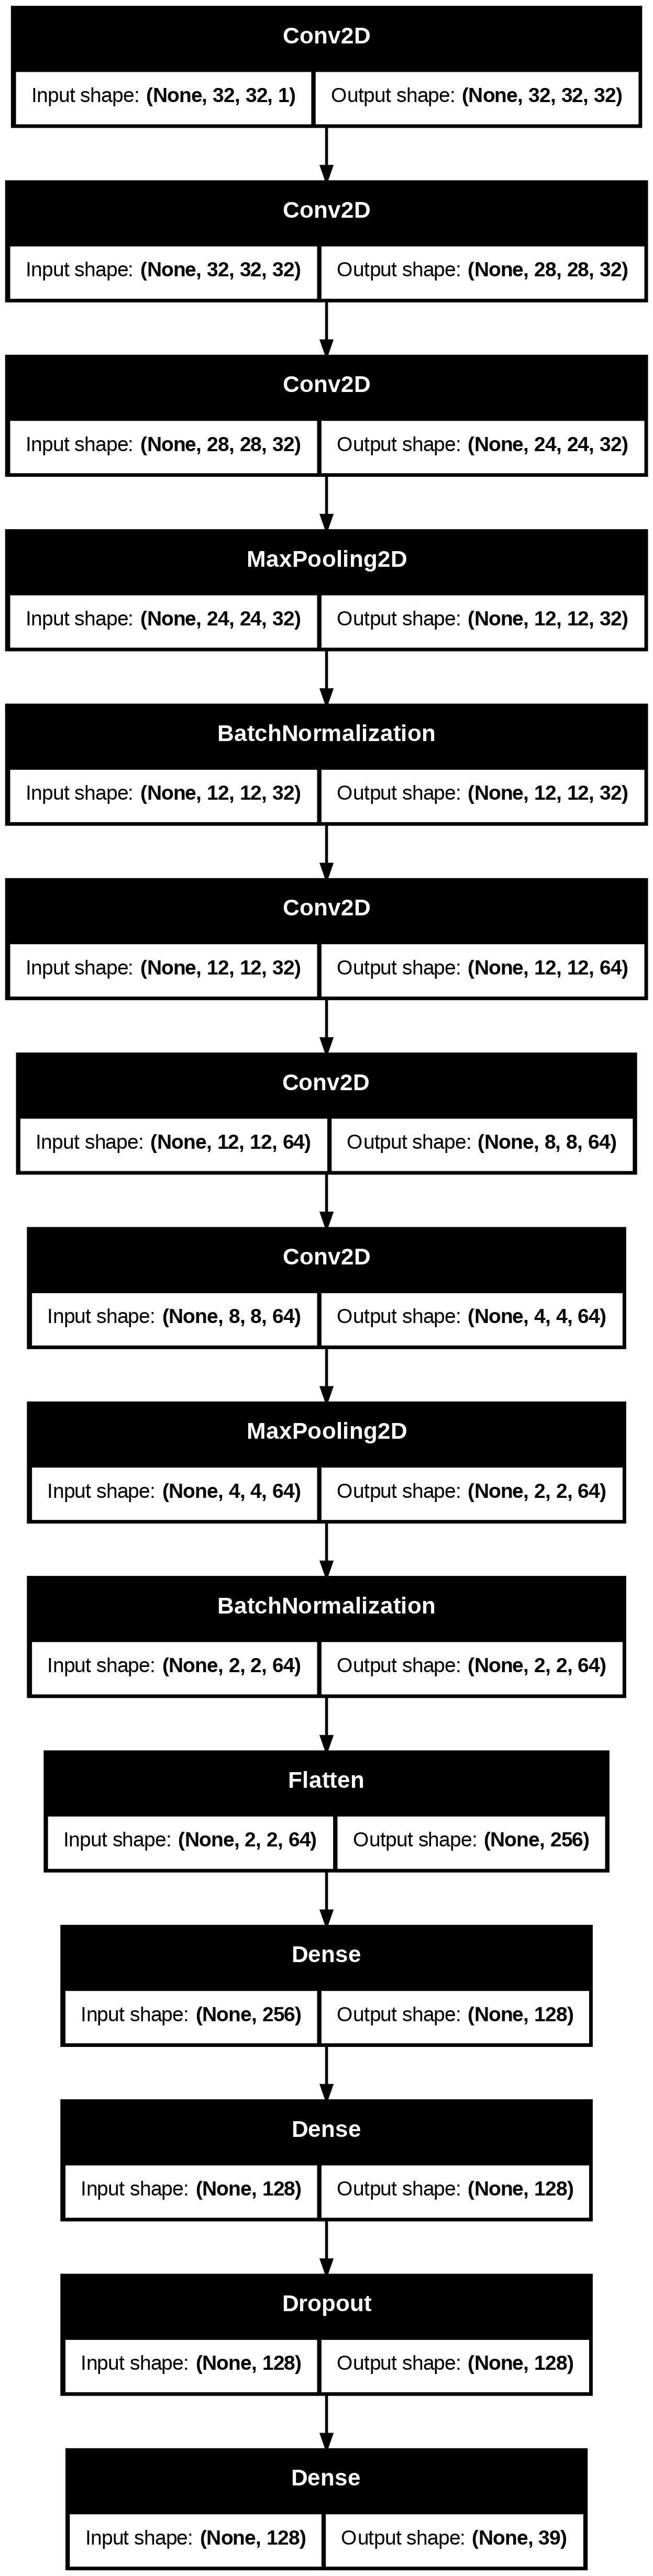 Conv2D
Input shape: (None, 32, 32, 1) Output shape: (None, 32, 32, 32)
Conv2D
Input shape: (None, 32, 32, 32) Output shape: (None, 28, 28, 32)
Conv2D
Input shape: (None, 28, 28, 32) Output shape: (None, 24, 24, 32)
MaxPooling2D
Input shape: (None, 24, 24, 32) Output shape: (None, 12, 12, 32)
BatchNormalization
Input shape: (None, 12, 12, 32) Output shape: (None, 12, 12, 32)
Conv2D
Input shape: (None, 12, 12, 32) Output shape: (None, 12, 12, 64)
Conv2D
Input shape: (None, 12, 12, 64) Output shape: (None, 8, 8, 64)
Conv2D
Input shape: (None, 8, 8, 64) Output shape: (None, 4, 4, 64)
MaxPooling2D
Input shape: (None, 4, 4, 64) Output shape: (None, 2, 2, 64)
BatchNormalization
Input shape: (None, 2, 2, 64) Output shape: (None, 2, 2, 64)
Flatten
Input shape: (None, 2, 2, 64) Output shape: (None, 256)
Dense
Input shape: (None, 256) Output shape: (None, 128)
Dense
Input shape: (None, 128) Output shape: (None, 128)
Dropout
Input shape: (None, 128) Output shape: (None, 128)
Dense
Input shape: (None, 128) Output shape: (None, 39)